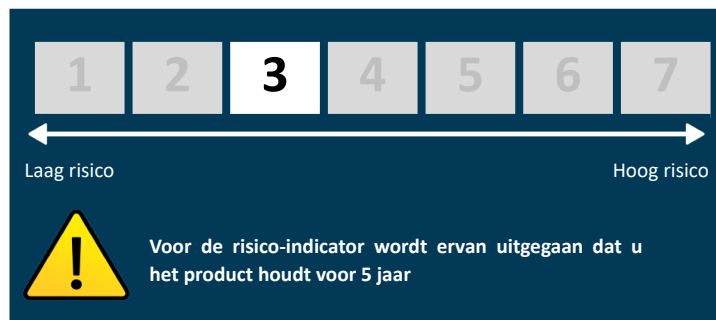 1 2 3 4 5 6 7
Laag risico Hoog risico
!
Voor de risico-indicator wordt ervan uitgegaan dat u
het product houdt voor 5 jaar